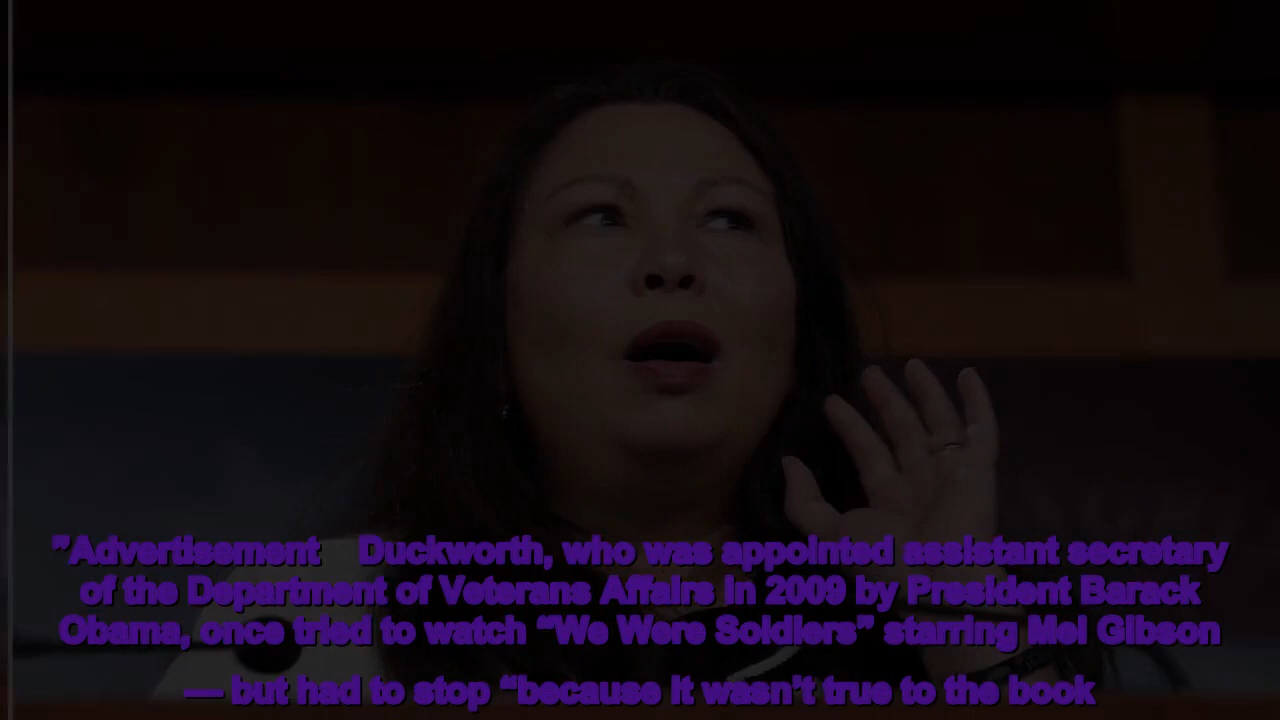 "Advertisement    Duckworth, who was appointed assistant secretary
of the Department of Veterans Affairs in 2009 by President Barack
Obama, once tried to watch “We Were Soldiers” starring Mel Gibson
— but had to stop “because it wasn’t true to the book